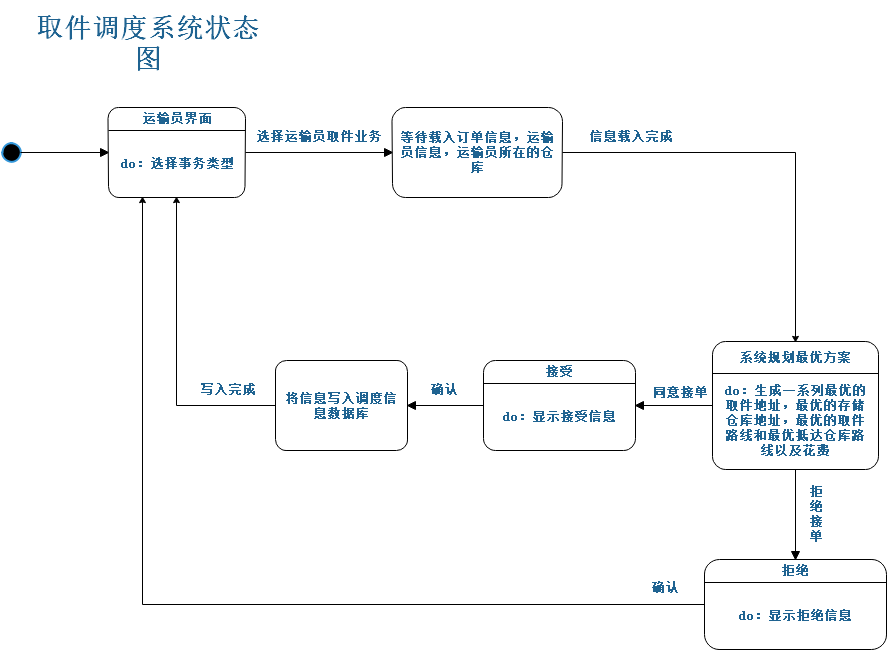 取件调度系统状态
图
运输员界面
do：选择事务类型
选择运输员取件业务
等待载入订单信息，运输
员信息，运输员所在的仓
库
信息载入完成
系统规划最优方案
do：生成一系列最优的
取件地址，最优的存储
仓库地址，最优的取件
路线和最优抵达仓库路
线以及花费
同意接单
接受
do：显示接受信息
确认
将信息写入调度信
息数据库
写入完成
拒
绝
接
单
拒绝
do：显示拒绝信息
确认